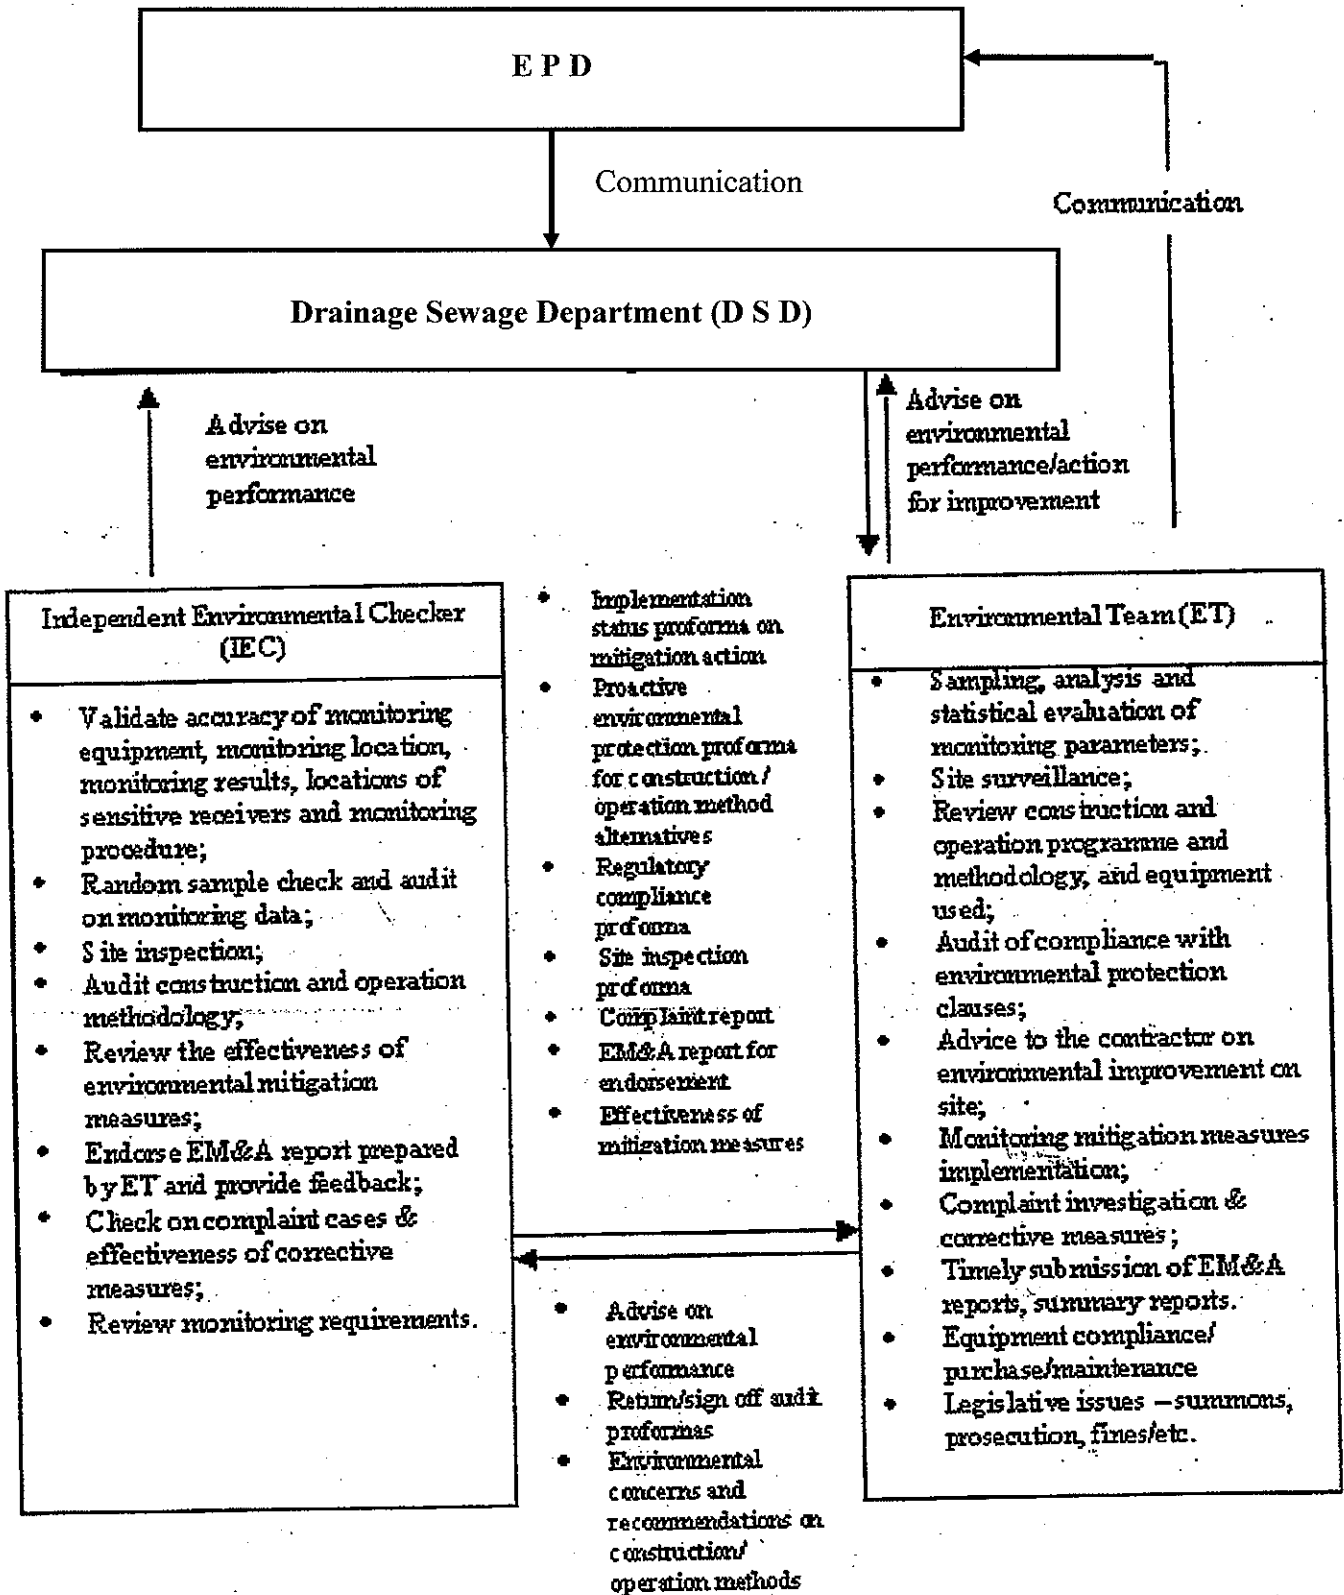 E P D
Communication
Communication
Drainage Sewage Department (D S D)
Advise on
environmental
performance
Advise on
environmental
performance/action
for improvement
Independent Environmental Checker
(IEC)
• Validate accuracy of monitoring
equipment, monitoring location,
monitoring results, locations of
sensitive receivers and monitoring
procedure;
• Random sample check and audit
on monitoring data;
• Site inspection;
• Audit construction and operation
methodology;
• Review the effectiveness of
environmental mitigation
measures;
• Endorse EM&A report prepared
by ET and provide feedback;
• Check on complaint cases &
effectiveness of corrective
measures;
• Review monitoring requirements.
• Implementation
status proforma on
mitigation action
• Proactive
environmental
protection proforma
for construction/
operation method
alternatives
• Regulatory
compliance
proforma
• Site inspection
proforma
• Complaint report
• EM&A report for
endorsement
• Effectiveness of
mitigation measures
• Advise on
environmental
performance
• Return/sign off audit
proformas
• Environmental
concerns and
recommendations on
construction/
operation methods
Environmental Team (ET)
• Sampling, analysis and
statistical evaluation of
monitoring parameters;
• Site surveillance;
• Review construction and
operation programme and
methodology, and equipment
used;
• Audit of compliance with
environmental protection
clauses;
• Advice to the contractor on
environmental improvement on
site;
• Monitoring mitigation measures
implementation;
• Complaint investigation &
corrective measures;
• Timely submission of EM&A
reports, summary reports.
• Equipment compliance/
purchase/maintenance
• Legislative issues – summons,
prosecution, fines/etc.